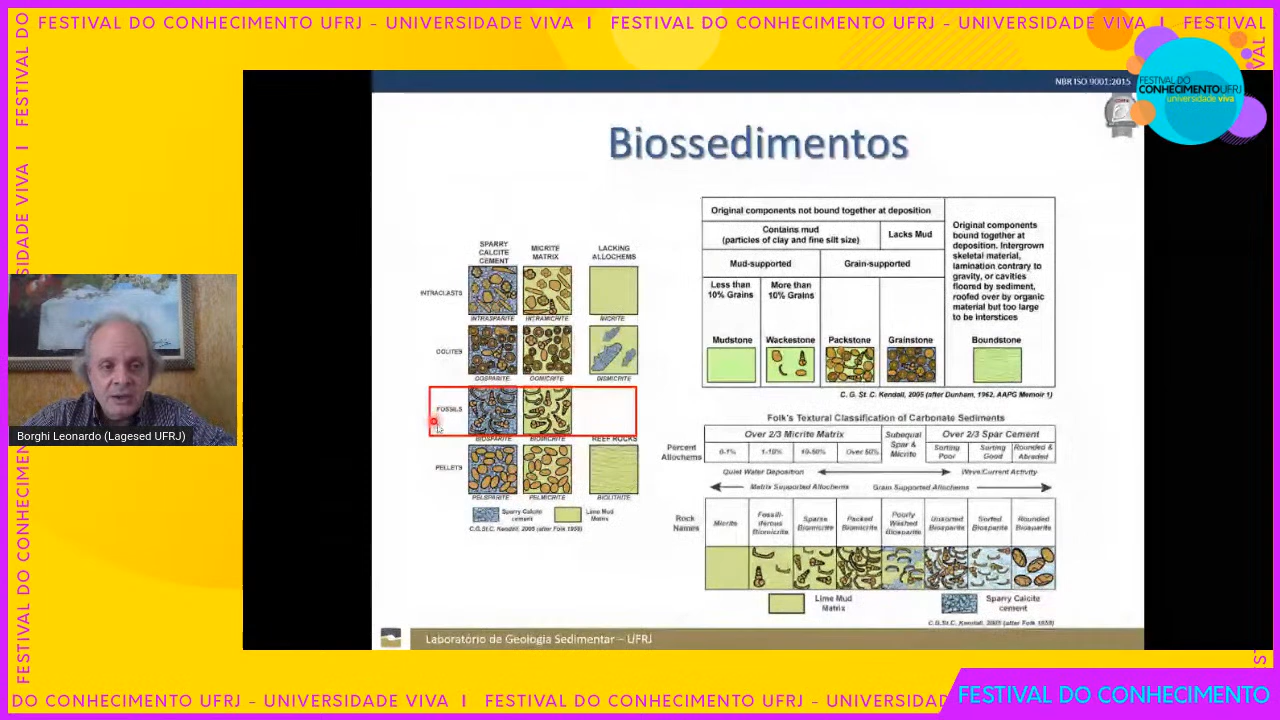 FESTIVAL DO CONHECIMENTO UFRJ - UNIVERSIDADE VIVA I FESTIVAL DO CONHECIMENTO UFRJ - UNIVERSIDADE VIVA I FESTIVAL
FESTIVAL DO
CONHECIMENTOUFRJ
universidade viva
NBR ISO 9001:2015
Biossedimentos
SPARRY CALCITE CEMENT
MICRITE MATRIX
LACKING ALLOCHEMS
INTRACLASTS
INTRASPARITE
INTRAMICRITE
MICRITE
OOLITES
OOSPARITE
OOMICRITE
DISMICRITE
FOSSILS
BIOSPARITE
BIOMICRITE
REEF ROCKS
PELLETS
PELSPARITE
PELMICRITE
BIOLITHITE
Sparry Calcite cement
Lime Mud Matrix
C.G.St.C. Kendall, 2005 (after Folk 1959)
Original components not bound together at deposition
Contains mud
(particles of clay and fine silt size)
Lacks Mud
Mud-supported
Grain-supported
Less than 10% Grains
More than 10% Grains
Original components
bound together at
deposition. Intergrown
skeletal material,
lamination contrary to
gravity, or cavities
floored by sediment,
roofed over by organic
material but too large
to be interstices
Mudstone
Wackestone
Packstone
Grainstone
Boundstone
C. G. St. C. Kendall, 2005 (after Dunham, 1962, AAPG Memoir 1)
Folk's Textural Classification of Carbonate Sediments
Percent Allochems
Over 2/3 Micrite Matrix
Subequal Spar & Micrite
Over 2/3 Spar Cement
0-1%
1-10%
10-50%
Over 50%
Sorting Poor
Sorting Good
Rounded & Abraded
Quiet Water Deposition
Wave/Current Activity
Matrix Supported Allochems
Grain Supported Allochems
Rock Names
Micrite
Fossili-ferous Biomicrite
Sparse Biomicrite
Packed Biomicrite
Poorly Washed Biosparite
Unsorted Biosparite
Sorted Biosparite
Rounded Biosparite
Lime Mud Matrix
Sparry Calcite cement
C.G.St.C. Kendall, 2005 (after Folk 1959)
Laboratório de Geologia Sedimentar – UFRJ
Borghi Leonardo (Lagesed UFRJ)
DO CONHECIMENTO UFRJ - UNIVERSIDADE VIVA I FESTIVAL DO CONHECIMENTO UFRJ - UNIVERSIDA
FESTIVAL DO CONHECIMENTO